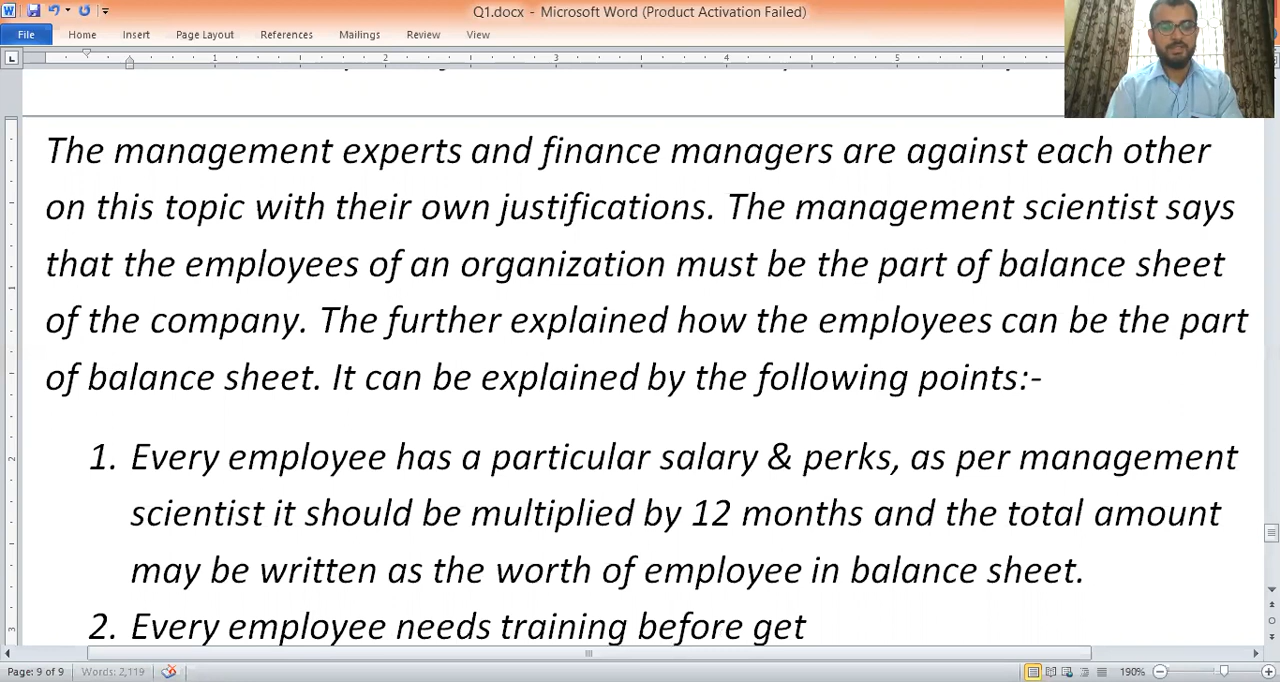 Q1.docx - Microsoft Word (Product Activation Failed)
File Home Insert Page Layout References Mailings Review View
1 2 3 4 5
The management experts and finance managers are against each other
on this topic with their own justifications. The management scientist says
that the employees of an organization must be the part of balance sheet
of the company. The further explained how the employees can be the part
of balance sheet. It can be explained by the following points:-
1. Every employee has a particular salary & perks, as per management
scientist it should be multiplied by 12 months and the total amount
may be written as the worth of employee in balance sheet.
2. Every employee needs training before get
Page: 9 of 9 Words: 2,119 190%